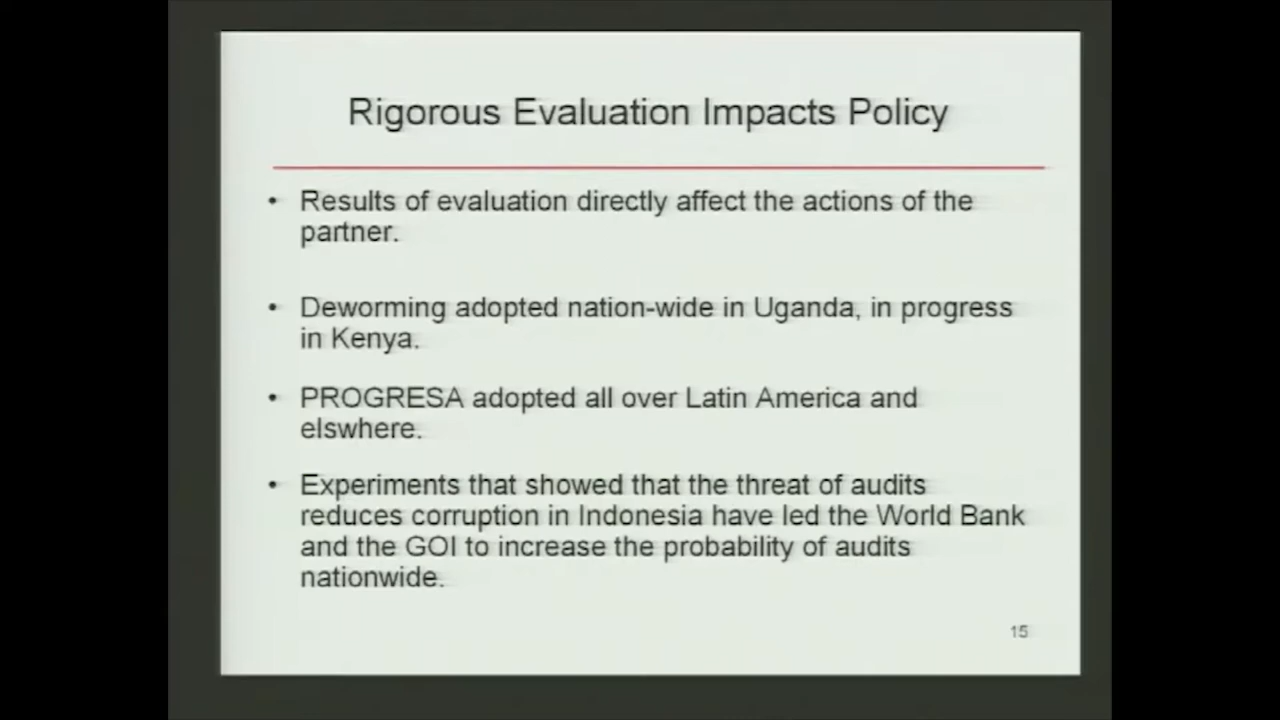 Rigorous Evaluation Impacts Policy
• Results of evaluation directly affect the actions of the
partner.
• Deworming adopted nation-wide in Uganda, in progress
in Kenya.
• PROGRESA adopted all over Latin America and
elswhere.
• Experiments that showed that the threat of audits
reduces corruption in Indonesia have led the World Bank
and the GOI to increase the probability of audits
nationwide.
15